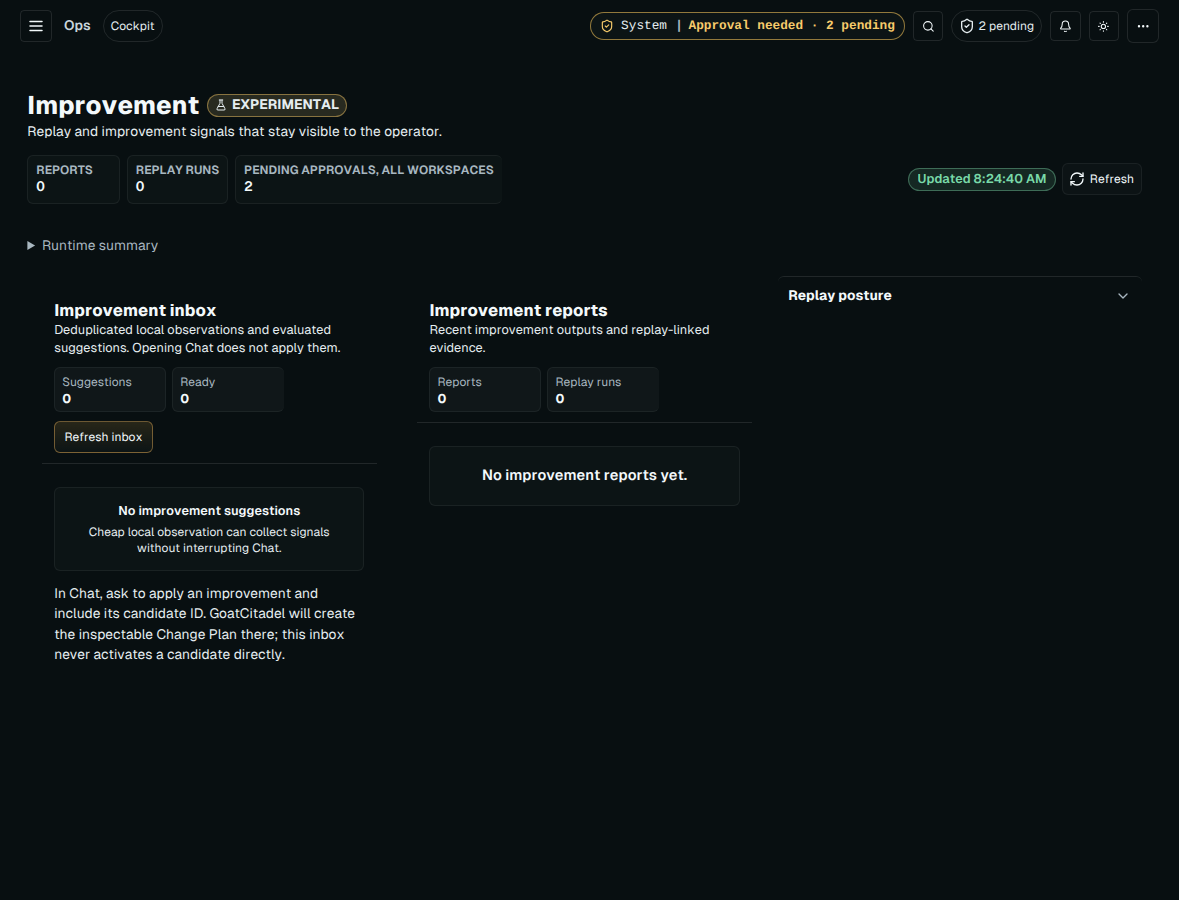 Ops
Cockpit
System | Approval needed · 2 pending
2 pending
Improvement
EXPERIMENTAL
Replay and improvement signals that stay visible to the operator.
REPORTS
0
REPLAY RUNS
0
PENDING APPROVALS, ALL WORKSPACES
2
Updated 8:24:40 AM
Refresh
Runtime summary
Improvement inbox
Deduplicated local observations and evaluated
suggestions. Opening Chat does not apply them.
Suggestions
0
Ready
0
Refresh inbox
No improvement suggestions
Cheap local observation can collect signals
without interrupting Chat.
In Chat, ask to apply an improvement and
include its candidate ID. GoatCitadel will create
the inspectable Change Plan there; this inbox
never activates a candidate directly.
Improvement reports
Recent improvement outputs and replay-linked
evidence.
Reports
0
Replay runs
0
No improvement reports yet.
Replay posture